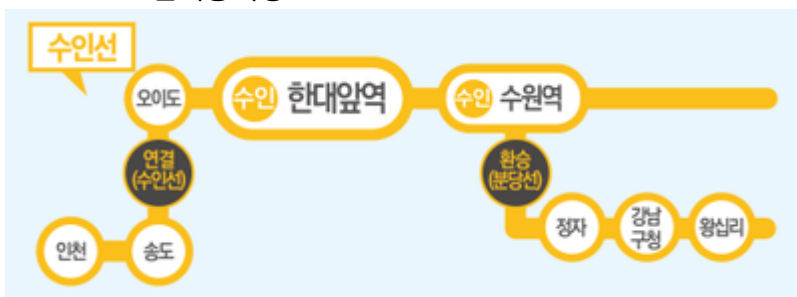 수인선
오이도
수인 한대앞역
수인 수원역
연결
(수인선)
환승
(분당선)
인천
송도
정자
강남
구청
왕십리